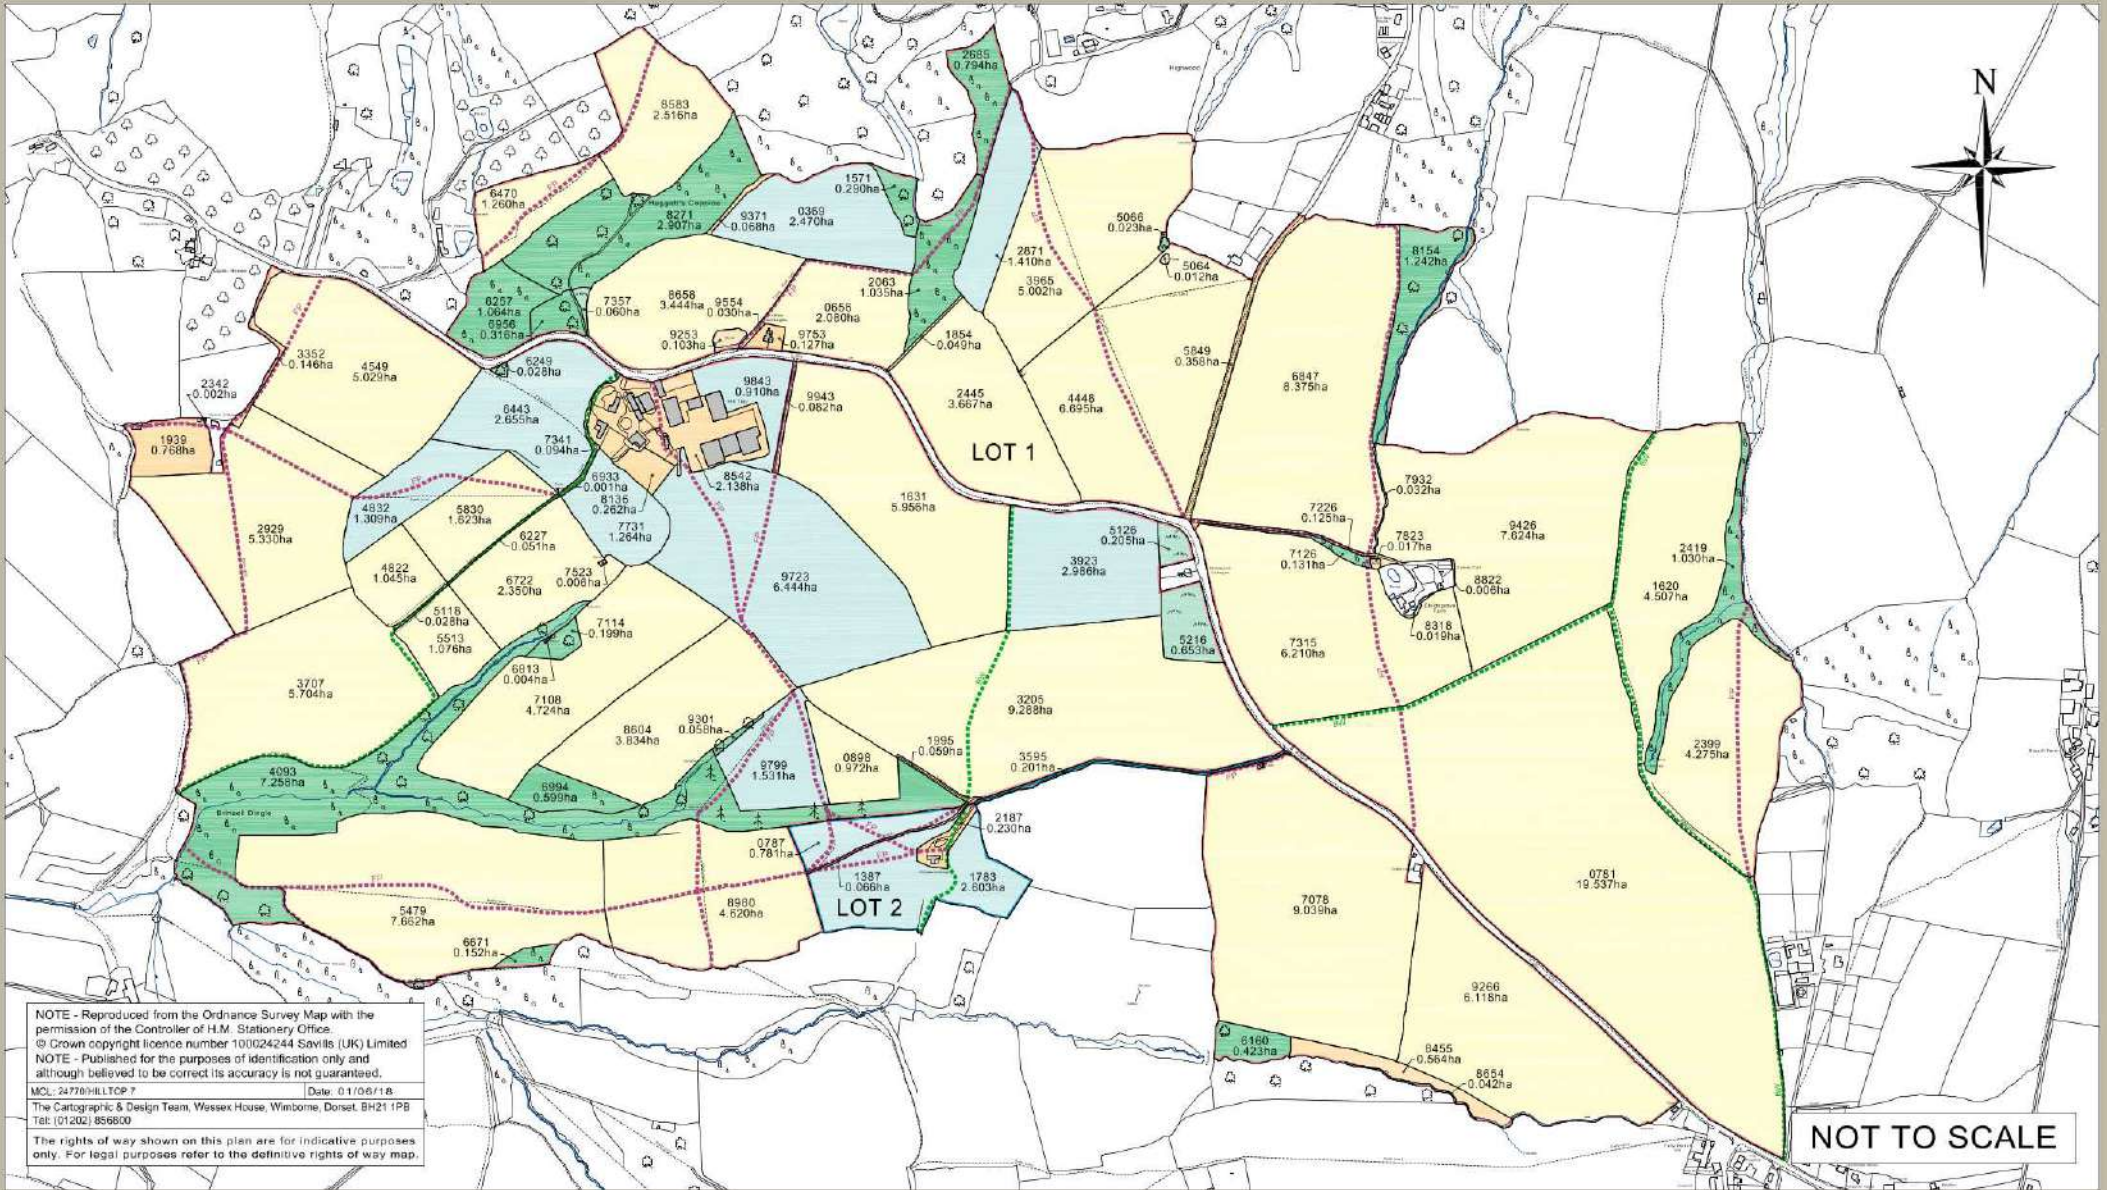 2685
0.794ha
Highwood
N
8583
2.516ha
6470
1.260ha
FP
1571
0.290ha
Haggett's Coppice
8271
2.907ha
9371
0.068ha
0369
2.470ha
5066
0.023ha
5064
0.012ha
2871
1.410ha
3965
5.002ha
8154
1.242ha
2063
1.035ha
6257
1.064ha
6956
0.316ha
7357
0.060ha
8658
3.444ha
9554
0.030ha
0656
2.080ha
9253
0.103ha
9753
0.127ha
1854
0.049ha
3352
0.146ha
4549
5.029ha
6249
0.028ha
5849
0.358ha
6847
8.375ha
2342
0.002ha
9843
0.910ha
9943
0.082ha
6443
2.655ha
2445
3.667ha
4448
6.695ha
1939
0.768ha
7341
0.094ha
LOT 1
6933
0.001ha
8135
0.262ha
8542
2.138ha
7932
0.032ha
4832
1.309ha
5830
1.623ha
1631
5.956ha
7226
0.125ha
9426
7.624ha
2929
5.330ha
7731
1.264ha
5126
0.205ha
7823
0.017ha
6227
0.051ha
3923
2.986ha
7126
0.131ha
2419
1.030ha
4822
1.045ha
6722
2.350ha
7523
0.006ha
9723
6.444ha
8822
0.006ha
1620
4.507ha
5118
0.028ha
5513
1.076ha
7114
0.199ha
8318
0.019ha
5216
0.653ha
7315
6.210ha
6813
0.004ha
3707
5.704ha
7108
4.724ha
3205
9.288ha
8604
3.834ha
9301
0.058ha
1995
0.059ha
2399
4.275ha
4093
7.258ha
9799
1.531ha
0898
0.972ha
3595
0.201ha
6994
0.599ha
Brimsel Dingle
2187
0.230ha
0787
0.781ha
1387
0.066ha
1783
2.603ha
0781
19.537ha
FP
5479
7.662ha
8980
4.620ha
LOT 2
7078
9.039ha
6671
0.152ha
9266
6.118ha
6160
0.423ha
6455
0.564ha
8654
0.042ha
NOTE - Reproduced from the Ordnance Survey Map with the
permission of the Controller of H.M. Stationery Office.
© Crown copyright licence number 100024244 Savills (UK) Limited
NOTE - Published for the purposes of identification only and
although believed to be correct its accuracy is not guaranteed.
MCL: 24770/HILLTOP 7 Date: 01/06/18
The Cartographic & Design Team, Wessex House, Wimborne, Dorset. BH21 1PB
Tel: (01202) 856800
The rights of way shown on this plan are for indicative purposes
only. For legal purposes refer to the definitive rights of way map.
NOT TO SCALE